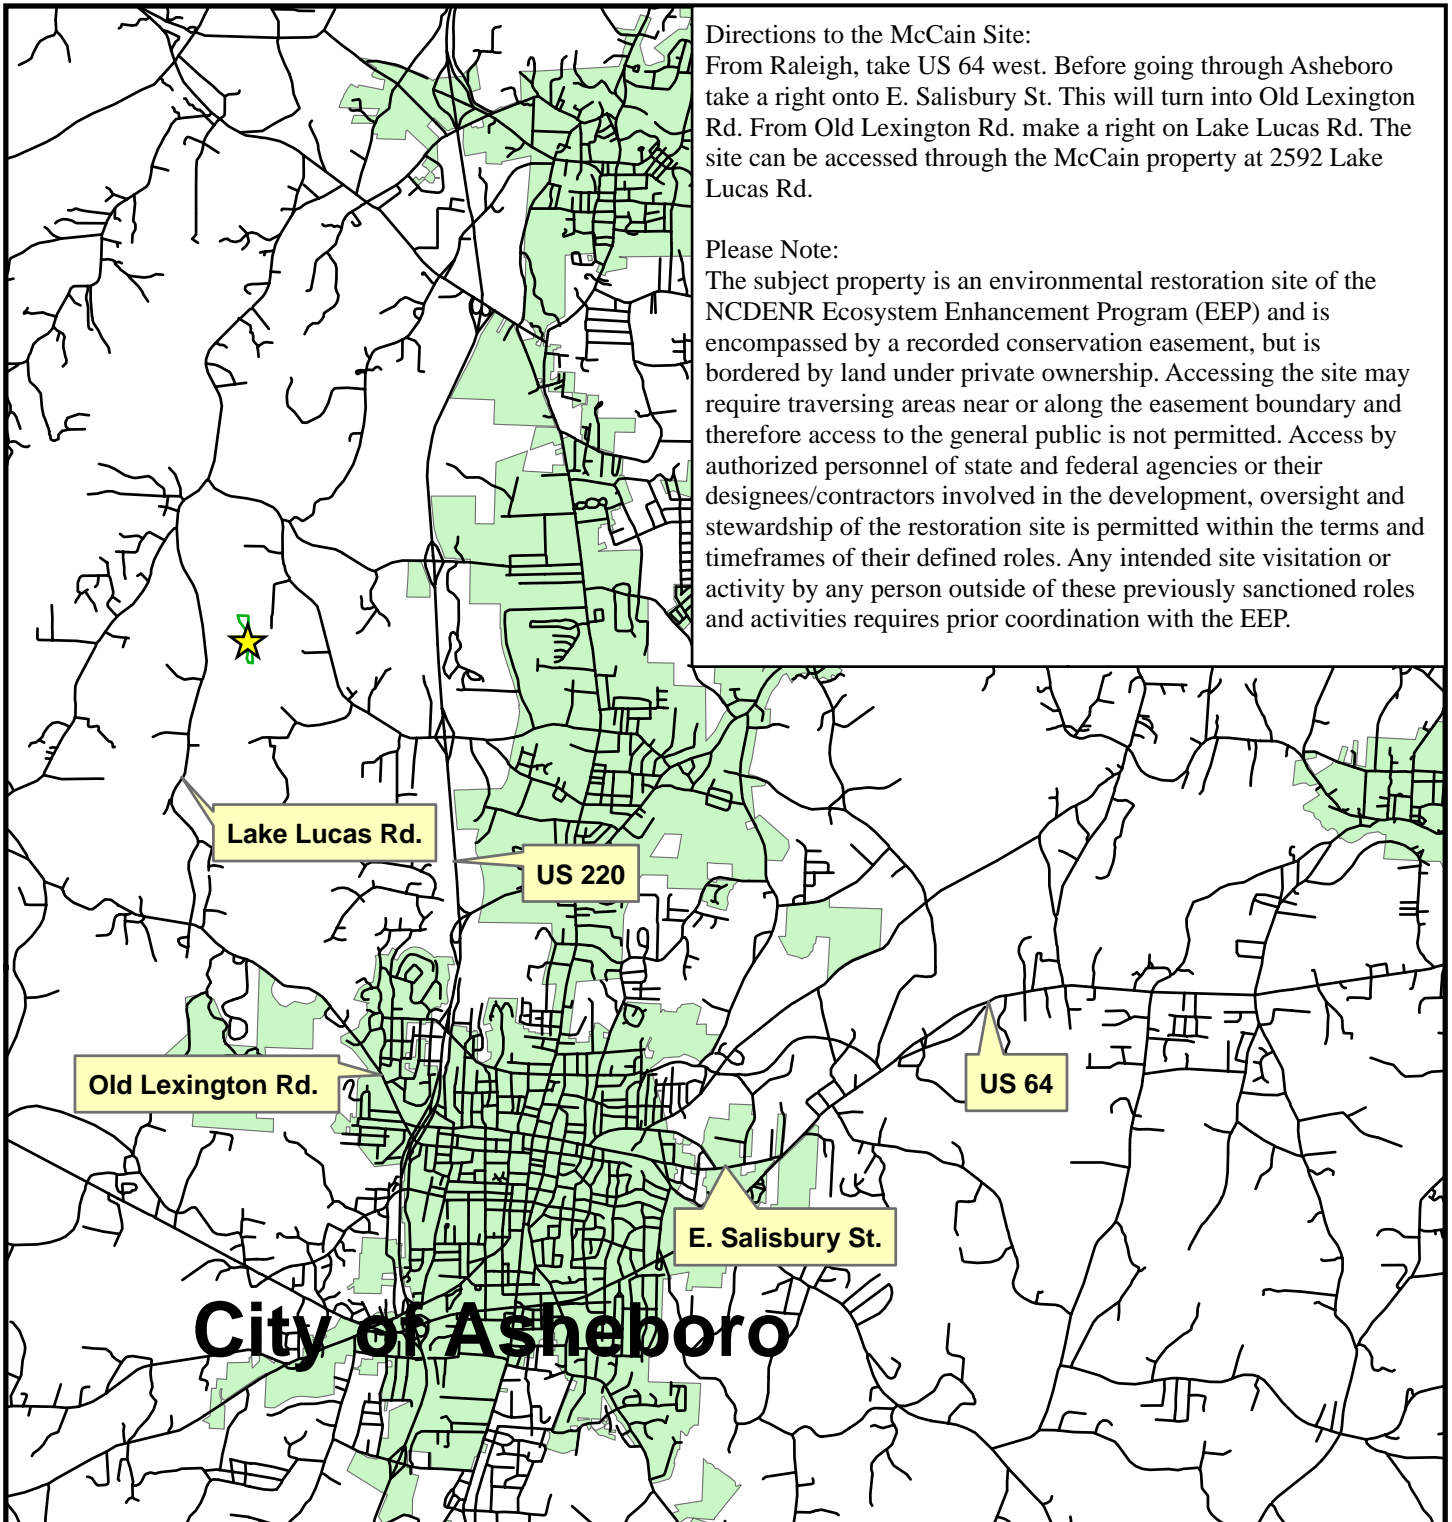 Directions to the McCain Site:
From Raleigh, take US 64 west. Before going through Asheboro
take a right onto E. Salisbury St. This will turn into Old Lexington
Rd. From Old Lexington Rd. make a right on Lake Lucas Rd. The
site can be accessed through the McCain property at 2592 Lake
Lucas Rd.
Please Note:
The subject property is an environmental restoration site of the
NCDENR Ecosystem Enhancement Program (EEP) and is
encompassed by a recorded conservation easement, but is
bordered by land under private ownership. Accessing the site may
require traversing areas near or along the easement boundary and
therefore access to the general public is not permitted. Access by
authorized personnel of state and federal agencies or their
designees/contractors involved in the development, oversight and
stewardship of the restoration site is permitted within the terms and
timeframes of their defined roles. Any intended site visitation or
activity by any person outside of these previously sanctioned roles
and activities requires prior coordination with the EEP.
Lake Lucas Rd.
US 220
Old Lexington Rd.
US 64
E. Salisbury St.
City of Asheboro